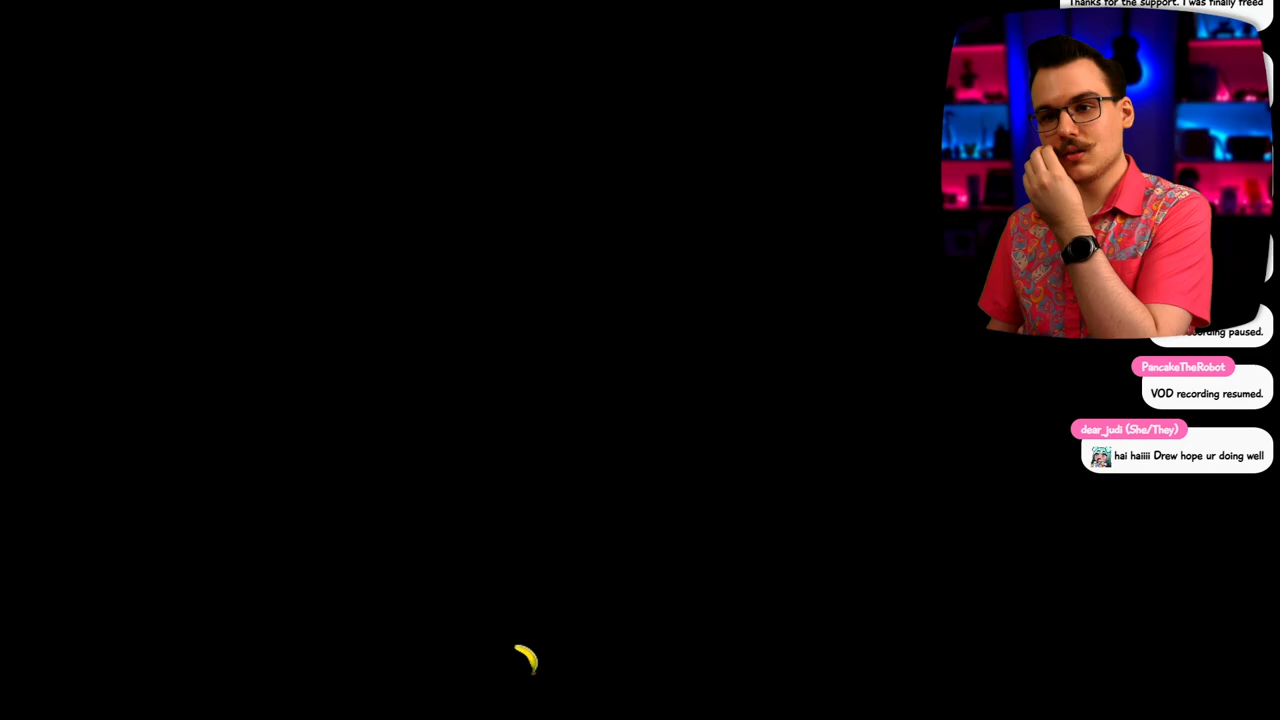 Thanks for the support. I was finally freed
recording paused.
PancakeTheRobot
VOD recording resumed.
dear_judi (She/They)
hai haiiii Drew hope ur doing well